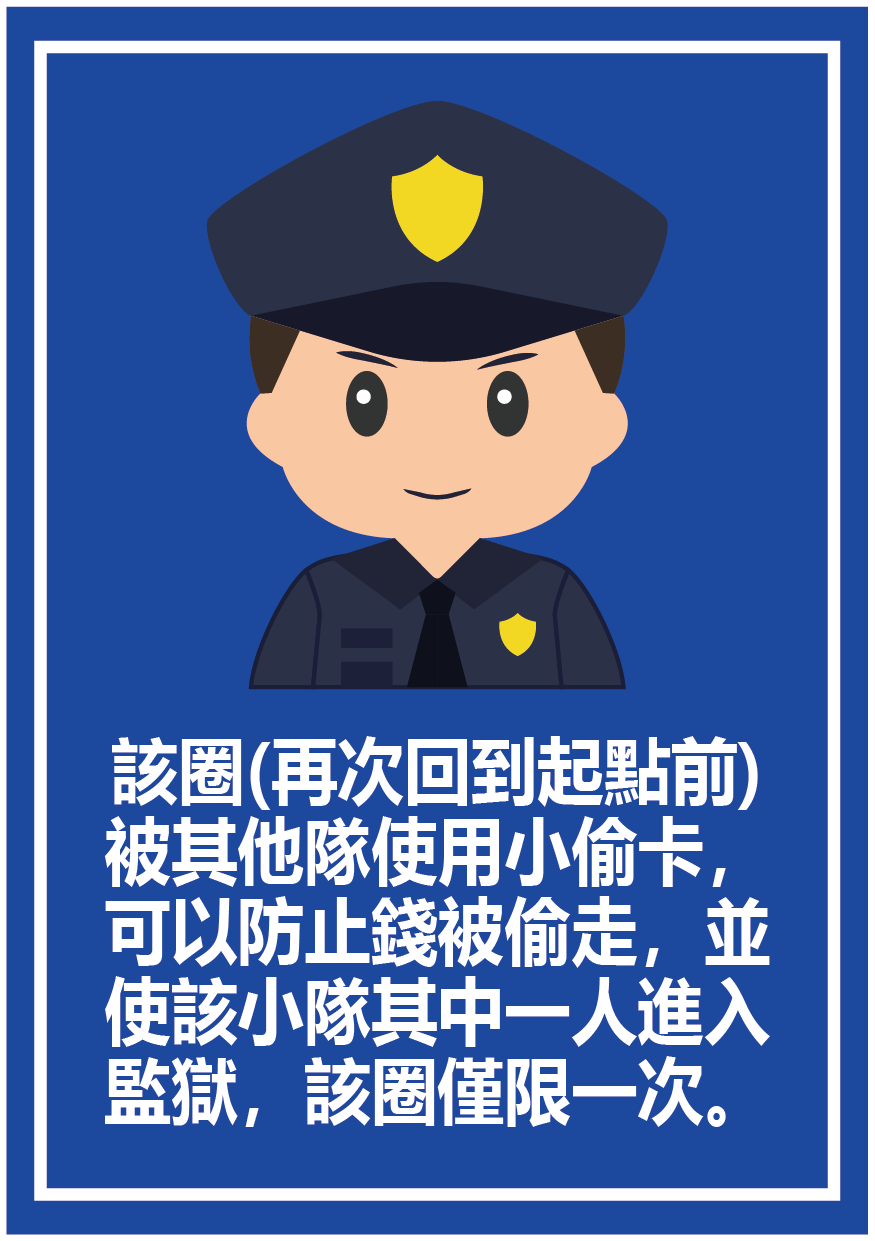 該圈(再次回到起點前)
被其他隊使用小偷卡，
可以防止錢被偷走，並
使該小隊其中一人進入
監獄，該圈僅限一次。